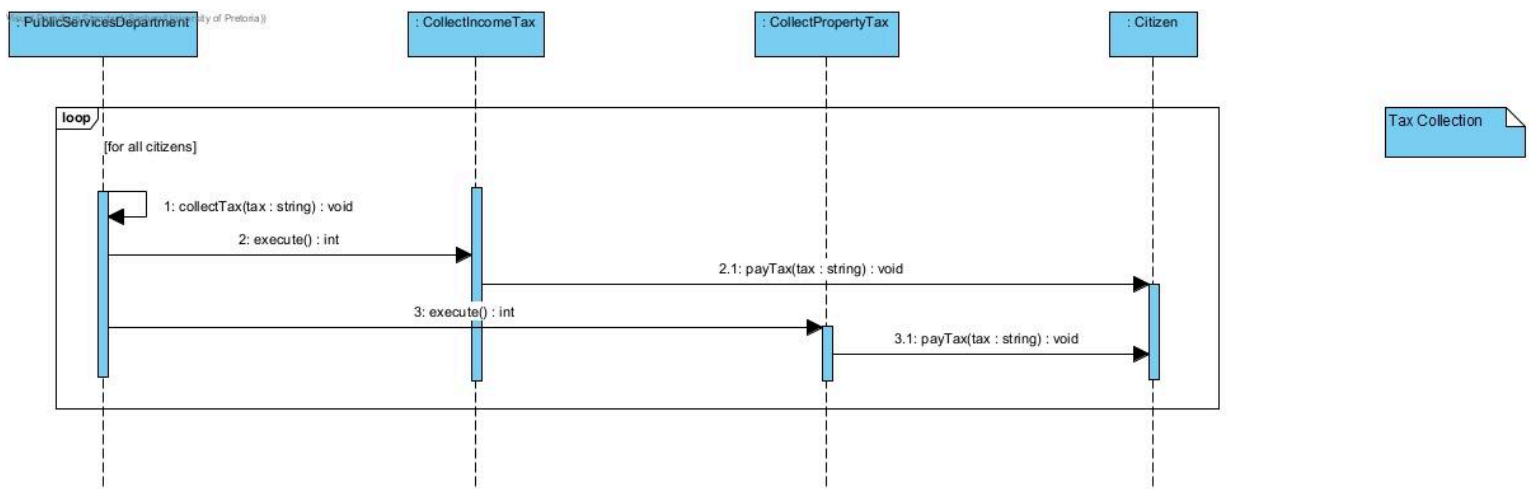 : PublicServicesDepartment
: CollectIncomeTax
: CollectPropertyTax
: Citizen
loop
Tax Collection
[for all citizens]
1: collectTax(tax : string) : void
2: execute() : int
2.1: payTax(tax : string) : void
3: execute() : int
3.1: payTax(tax : string) : void